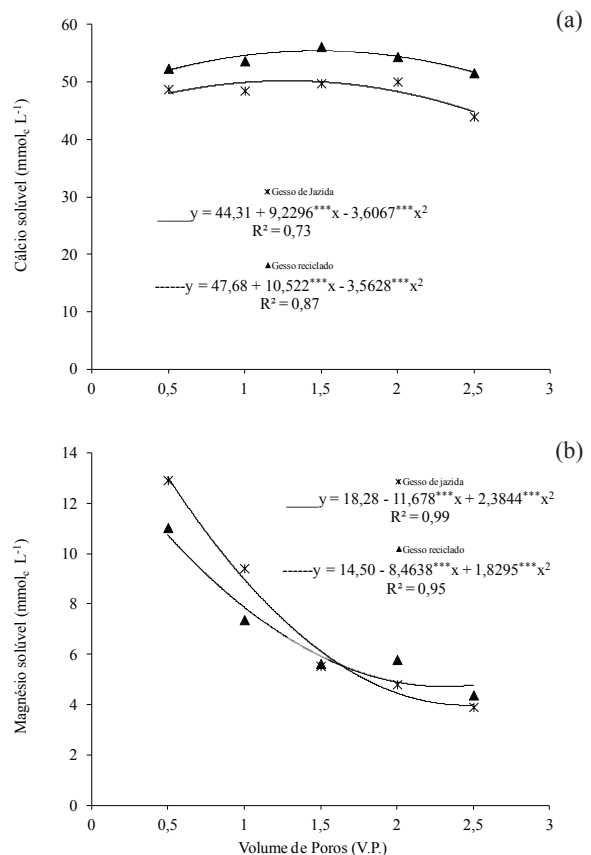 (a)
60
50
40
30
20
10
0
Cálcio solúvel (mmolc L-1)
Gesso de Jazida
y = 44,31 + 9,2296***x - 3,6067***x²
R² = 0,73
Gesso reciclado
------y = 47,68 + 10,522***x - 3,5628***x²
R² = 0,87
0 0,5 1 1,5 2 2,5 3
(b)
14
12
10
8
6
4
2
0
Magnésio solúvel (mmolc L-1)
Gesso de jazida
y = 18,28 - 11,678***x + 2,3844***x²
R² = 0,99
Gesso reciclado
------y = 14,50 - 8,4638***x + 1,8295***x²
R² = 0,95
0 0,5 1 1,5 2 2,5 3
Volume de Poros (V.P.)